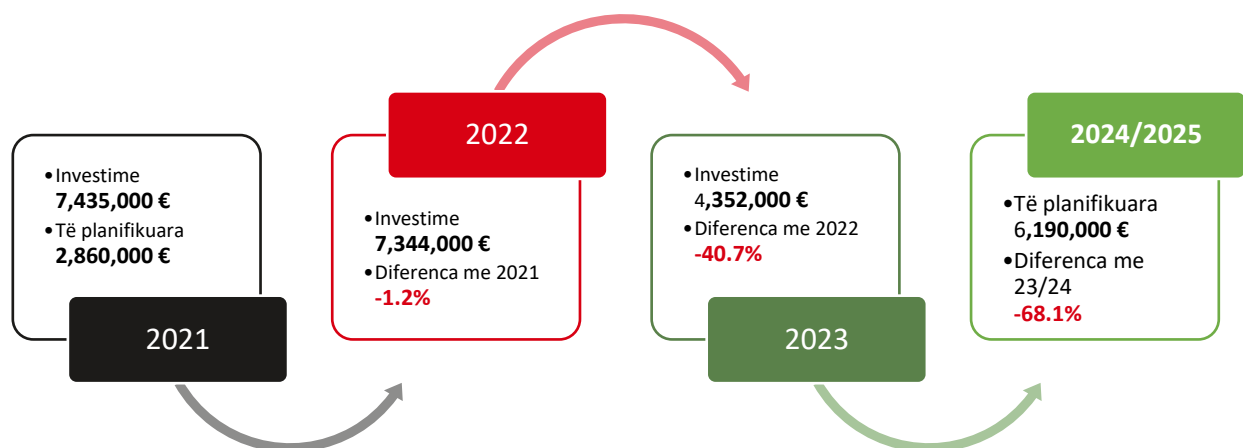 • Investime
7,435,000 €
• Të planifikuara
2,860,000 €
2021
2022
• Investime
7,344,000 €
• Diferenca me 2021
-1.2%
• Investime
4,352,000 €
• Diferenca me 2022
-40.7%
2023
2024/2025
• Të planifikuara
6,190,000 €
• Diferenca me
23/24
-68.1%